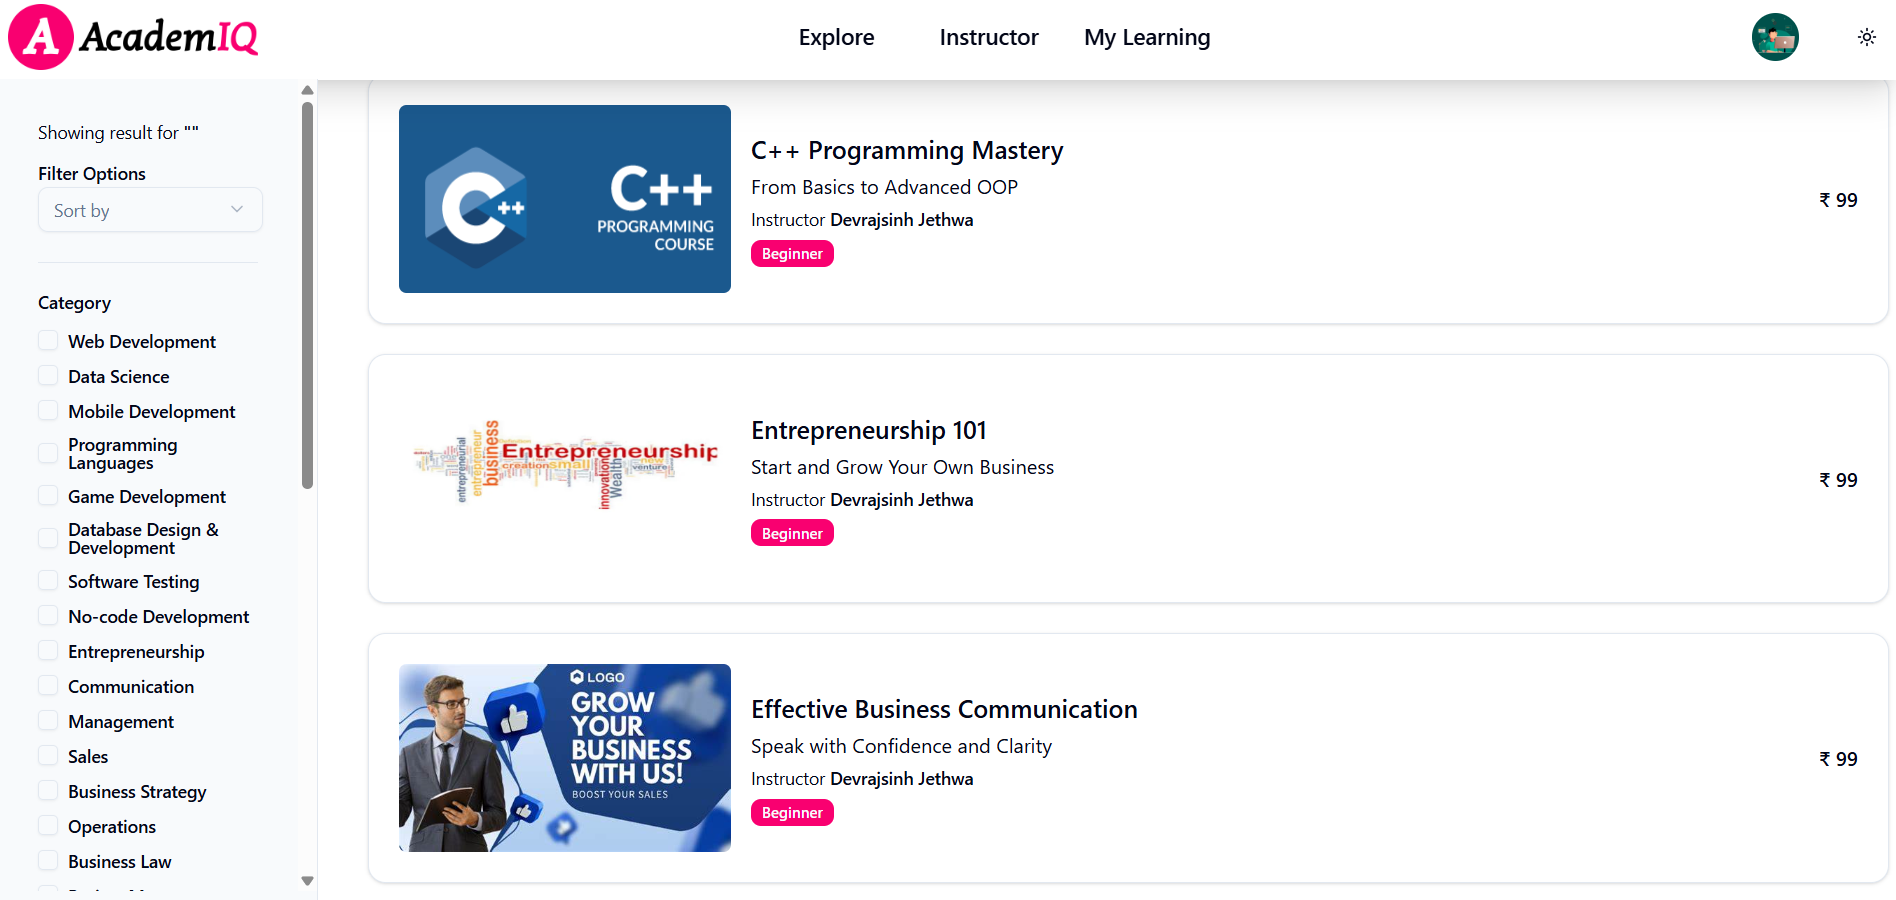 A AcademIQ
Explore
Instructor
My Learning
Showing result for ""
Filter Options
Sort by
Category
Web Development
Data Science
Mobile Development
Programming
Languages
Game Development
Database Design &
Development
Software Testing
No-code Development
Entrepreneurship
Communication
Management
Sales
Business Strategy
Operations
Business Law
C++
C++
PROGRAMMING
COURSE
C++ Programming Mastery
From Basics to Advanced OOP
Instructor Devrajsinh Jethwa
Beginner
₹ 99
Entrepreneurship
business
entrepreneur
entrepreneurial
creation
small
innovation
Wealth
venture
new
Entrepreneurship 101
Start and Grow Your Own Business
Instructor Devrajsinh Jethwa
Beginner
₹ 99
LOGO
GROW
YOUR
BUSINESS
WITH US!
BOOST YOUR SALES
Effective Business Communication
Speak with Confidence and Clarity
Instructor Devrajsinh Jethwa
Beginner
₹ 99